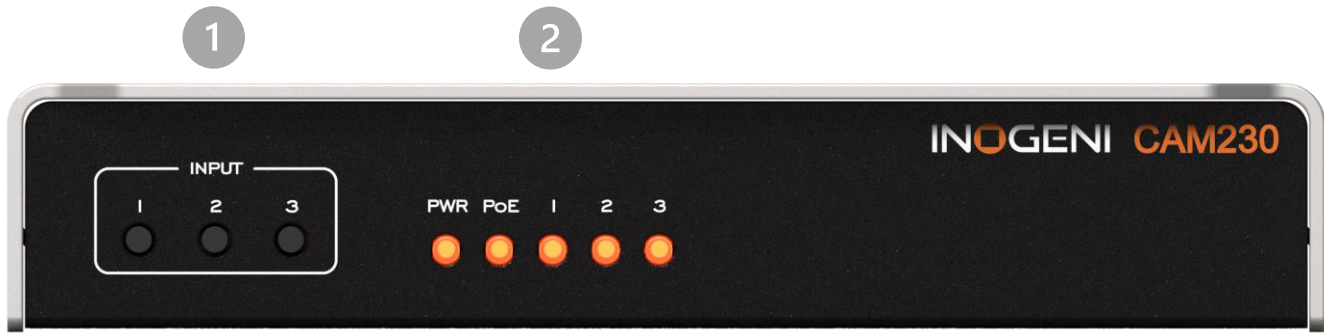 1 2
INOGENI CAM230
INPUT
1 2 3
PWR PoE 1 2 3